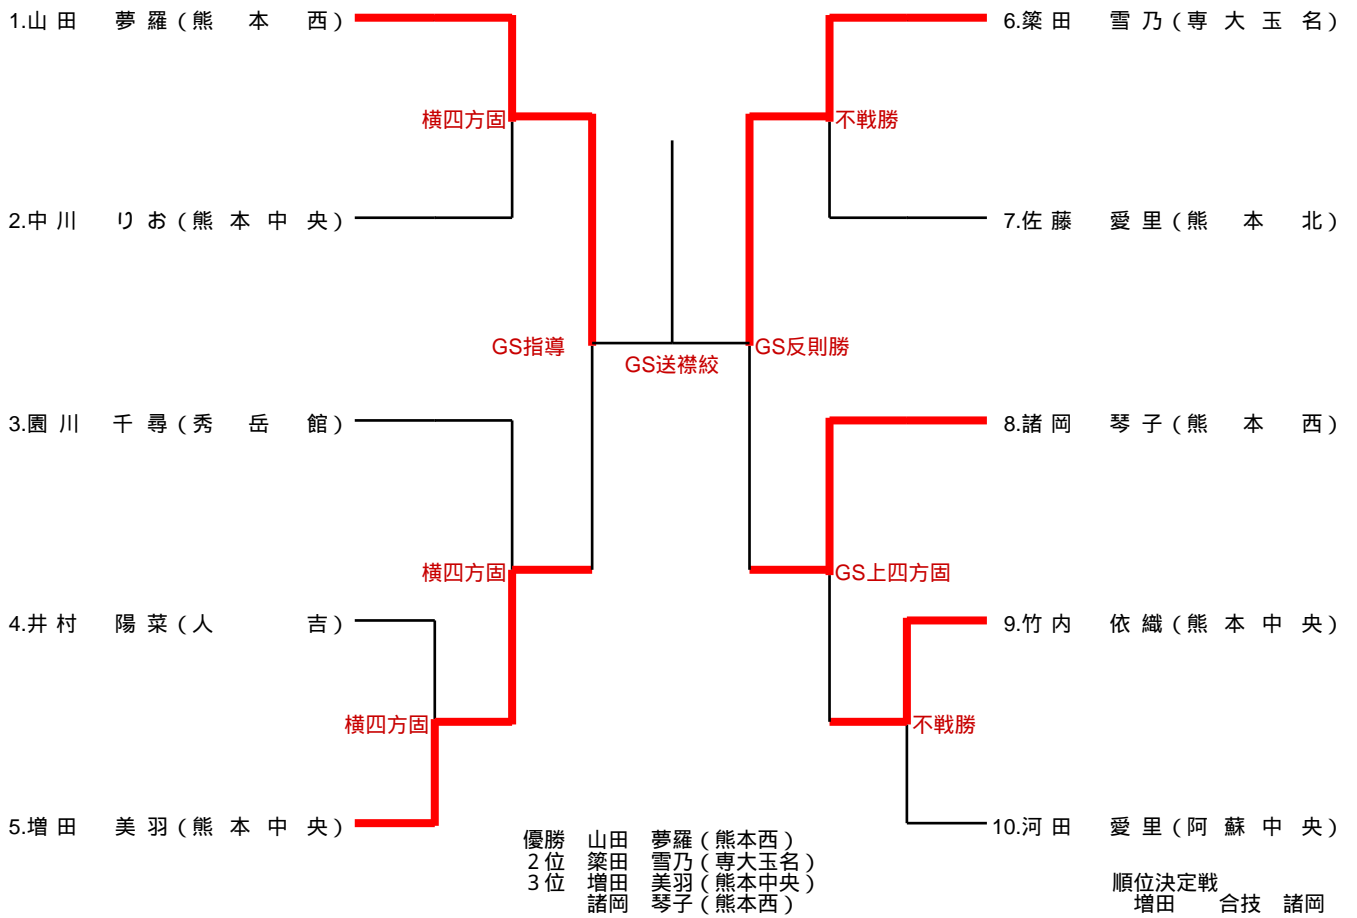 1.山田 夢羅(熊本西)
6.簗田 雪乃(専大玉名)
横四方固
不戦勝
2.中川 りお(熊本中央)
7.佐藤 愛里(熊本北)
GS指導
GS送襟絞
GS反則勝
3.園川 千尋(秀岳館)
8.諸岡 琴子(熊本西)
横四方固
GS上四方固
4.井村 陽菜(人吉)
9.竹内 依織(熊本中央)
横四方固
不戦勝
5.増田 美羽(熊本中央)
10.河田 愛里(阿蘇中央)
優勝 山田 夢羅(熊本西)
2位 簗田 雪乃(専大玉名)
3位 増田 美羽(熊本中央)
諸岡 琴子(熊本西)
順位決定戦
増田 合技 諸岡